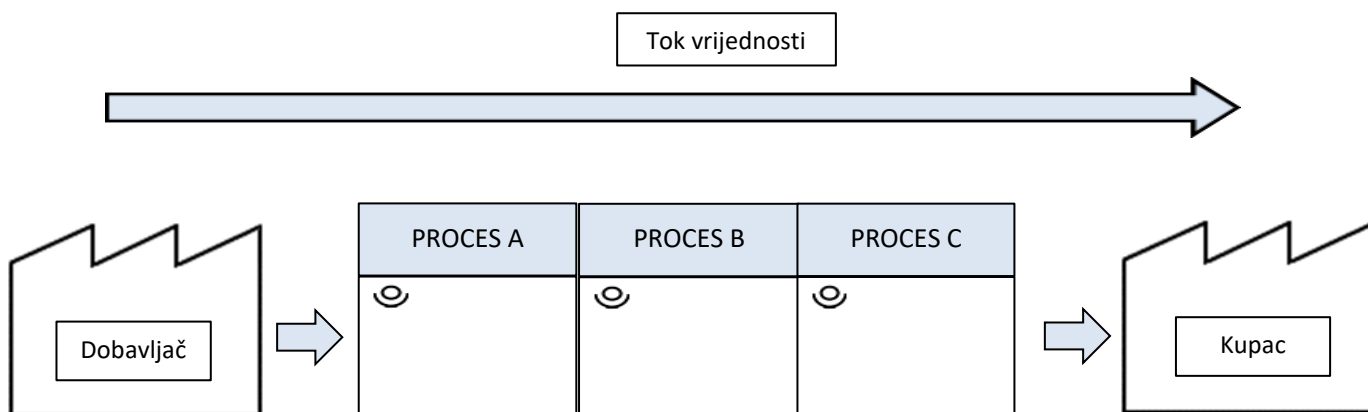 Tok vrijednosti
PROCES A
PROCES B
PROCES C
Dobavljač
Kupac